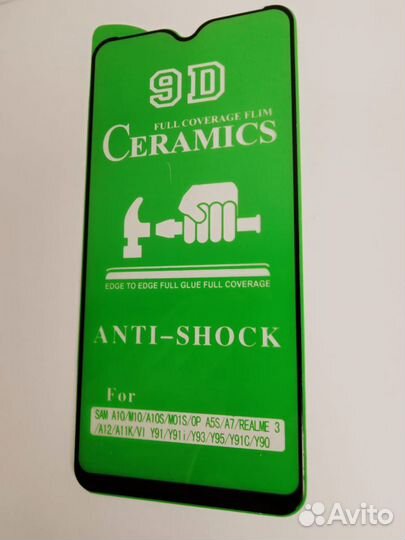 9D
FULL COVERAGE FLIM
CERAMICS
EDGE TO EDGE FULL GLUE FULL COVERAGE
ANTI-SHOCK
For
SAM A10/M10/A10S/M01S/OP A5S/A7/REALME 3
/A12/A11K/VI Y91/Y91i/Y93/Y95/Y91C/Y90
Avito